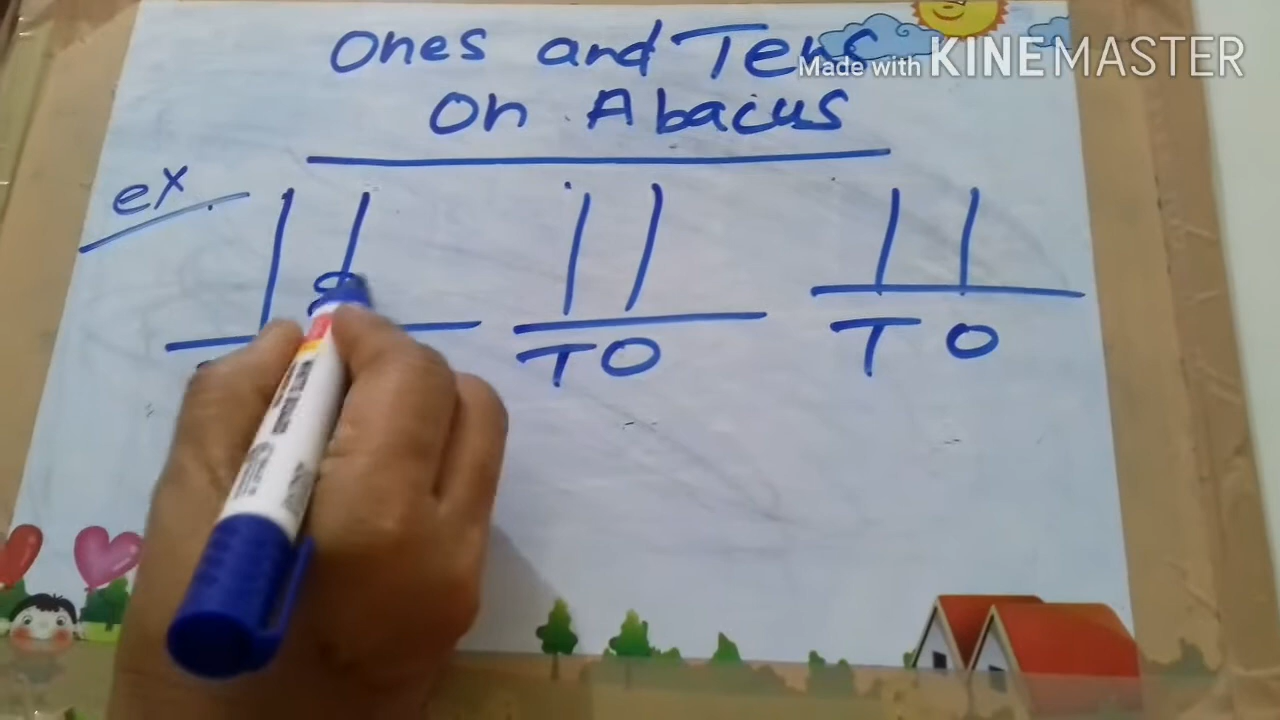 Ones and Tens
On Abacus
Made with KINEMASTER
ex
T O
T O